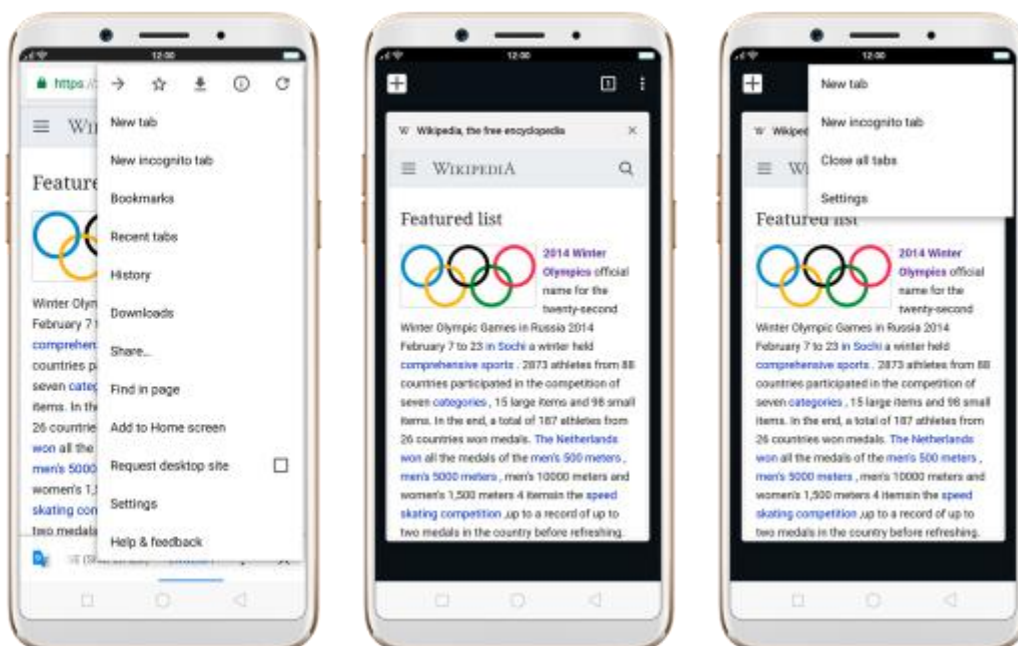 12:00
https:/
New tab
New incognito tab
Bookmarks
Recent tabs
History
Downloads
Share...
Find in page
Add to Home screen
Request desktop site
Settings
Help & feedback
Feature
Winter Olym
February 7 t
comprehen
countries p
seven categ
items. In th
26 countrie
won all the
men's 5000
women's 1,5
skating con
two medals
12:00
1
W Wikipedia, the free encyclopedia
WIKIPEDIA
Featured list
2014 Winter
Olympics official
name for the
twenty-second
Winter Olympic Games in Russia 2014
February 7 to 23 in Sochi a winter held
comprehensive sports . 2873 athletes from 88
countries participated in the competition of
seven categories , 15 large items and 98 small
items. In the end, a total of 187 athletes from
26 countries won medals. The Netherlands
won all the medals of the men's 500 meters ,
men's 5000 meters , men's 10000 meters and
women's 1,500 meters 4 itemsin the speed
skating competition ,up to a record of up to
two medals in the country before refreshing.
12:00
New tab
New incognito tab
Close all tabs
Settings
W Wikiped
Featured list
2014 Winter
Olympics official
name for the
twenty-second
Winter Olympic Games in Russia 2014
February 7 to 23 in Sochi a winter held
comprehensive sports . 2873 athletes from 88
countries participated in the competition of
seven categories , 15 large items and 98 small
items. In the end, a total of 187 athletes from
26 countries won medals. The Netherlands
won all the medals of the men's 500 meters ,
men's 5000 meters , men's 10000 meters and
women's 1,500 meters 4 itemsin the speed
skating competition ,up to a record of up to
two medals in the country before refreshing.